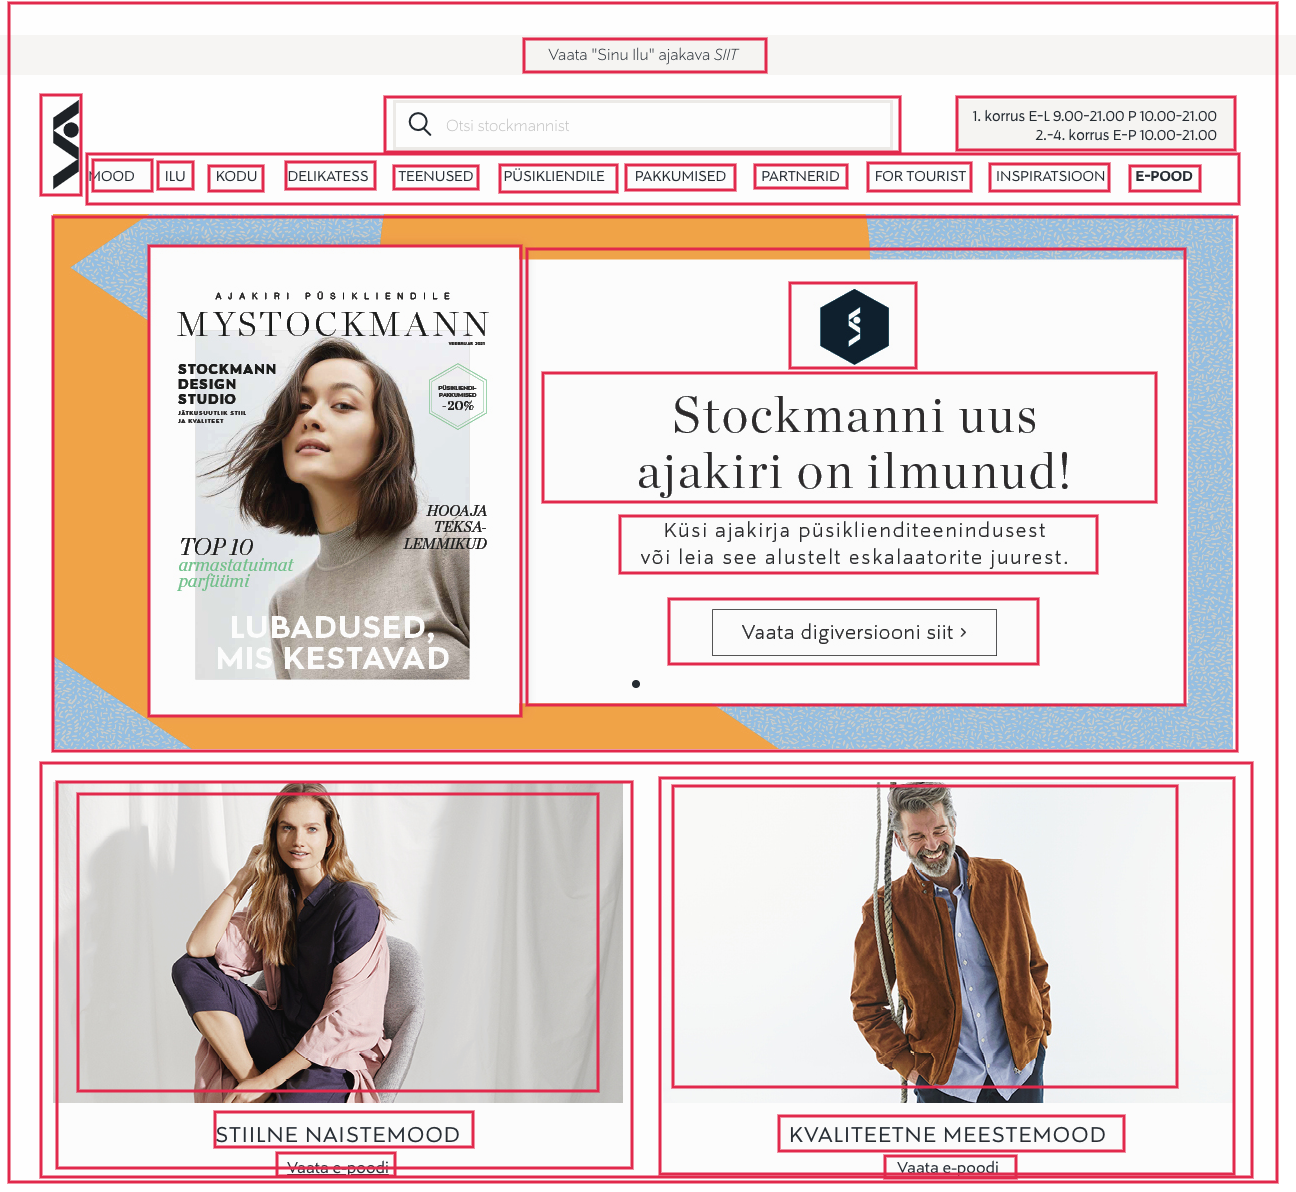 Vaata "Sinu Ilu" ajakava SIIT
Otsi stockmannist
1. korrus E-L 9.00-21.00 P 10.00-21.00
2.-4. korrus E-P 10.00-21.00
MOOD ILU KODU DELIKATESS TEENUSED PÜSIKLIENDILE PAKKUMISED PARTNERID FOR TOURIST INSPIRATSIOON E-POOD
AJAKIRI PÜSIKLIENDILE
MYSTOCKMANN
VEEBRUAR 2021
STOCKMANN
DESIGN
STUDIO
JÄTKUSUUTLIK STIIL
JA KVALITEET
PÜSIKLIENDI-
PAKKUMISED
-20%
HOOAJA
TEKSA-
LEMMIKUD
TOP 10
armastatuimat
parfüümi
LUBADUSED,
MIS KESTAVAD
Stockmanni uus
ajakiri on ilmunud!
Küsi ajakirja püsiklienditeenindusest
või leia see alustelt eskalaatorite juurest.
Vaata digiversiooni siit ›
STIILNE NAISTEMOOD
Vaata e-poodi
KVALITEETNE MEESTEMOOD
Vaata e-poodi